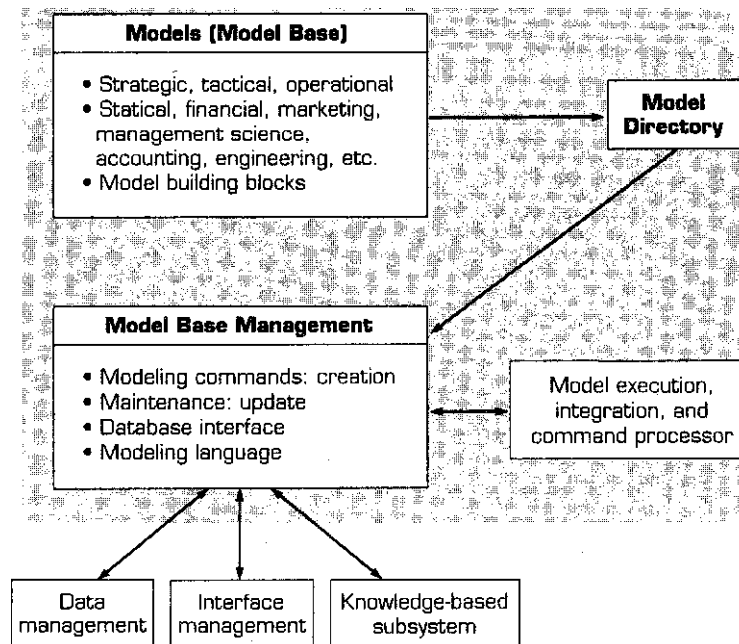 Models (Model Base)
• Strategic, tactical, operational
• Statical, financial, marketing,
management science,
accounting, engineering, etc.
• Model building blocks
Model
Directory
Model Base Management
• Modeling commands: creation
• Maintenance: update
• Database interface
• Modeling language
Model execution,
integration, and
command processor
Data
management
Interface
management
Knowledge-based
subsystem